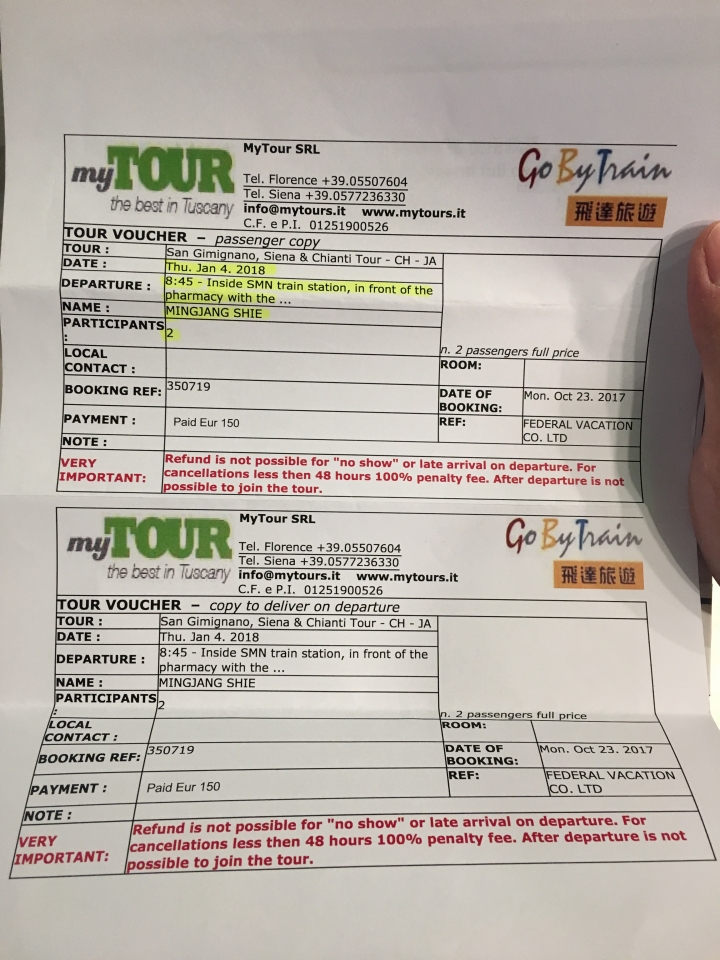 myTOUR
the best in Tuscany
MyTour SRL
Tel. Florence +39.05507604
Tel. Siena +39.0577236330
info@mytours.it www.mytours.it
C.F. e P.I. 01251900526
Go By Train
飛達旅遊
TOUR VOUCHER – passenger copy
TOUR : San Gimignano, Siena & Chianti Tour - CH - JA
DATE : Thu. Jan 4. 2018
DEPARTURE : 8:45 - Inside SMN train station, in front of the
pharmacy with the ...
NAME : MINGJANG SHIE
PARTICIPANTS
: 2
n. 2 passengers full price
LOCAL
CONTACT :
ROOM:
BOOKING REF: 350719
DATE OF
BOOKING: Mon. Oct 23. 2017
PAYMENT : Paid Eur 150
REF: FEDERAL VACATION
CO. LTD
NOTE :
VERY
IMPORTANT:
Refund is not possible for "no show" or late arrival on departure. For
cancellations less then 48 hours 100% penalty fee. After departure is not
possible to join the tour.
myTOUR
the best in Tuscany
MyTour SRL
Tel. Florence +39.05507604
Tel. Siena +39.0577236330
info@mytours.it www.mytours.it
C.F. e P.I. 01251900526
Go By Train
飛達旅遊
TOUR VOUCHER – copy to deliver on departure
TOUR : San Gimignano, Siena & Chianti Tour - CH - JA
DATE : Thu. Jan 4. 2018
DEPARTURE : 8:45 - Inside SMN train station, in front of the
pharmacy with the ...
NAME : MINGJANG SHIE
PARTICIPANTS
: 2
n. 2 passengers full price
LOCAL
CONTACT :
ROOM:
BOOKING REF: 350719
DATE OF
BOOKING: Mon. Oct 23. 2017
PAYMENT : Paid Eur 150
REF: FEDERAL VACATION
CO. LTD
NOTE :
VERY
IMPORTANT:
Refund is not possible for "no show" or late arrival on departure. For
cancellations less then 48 hours 100% penalty fee. After departure is not
possible to join the tour.